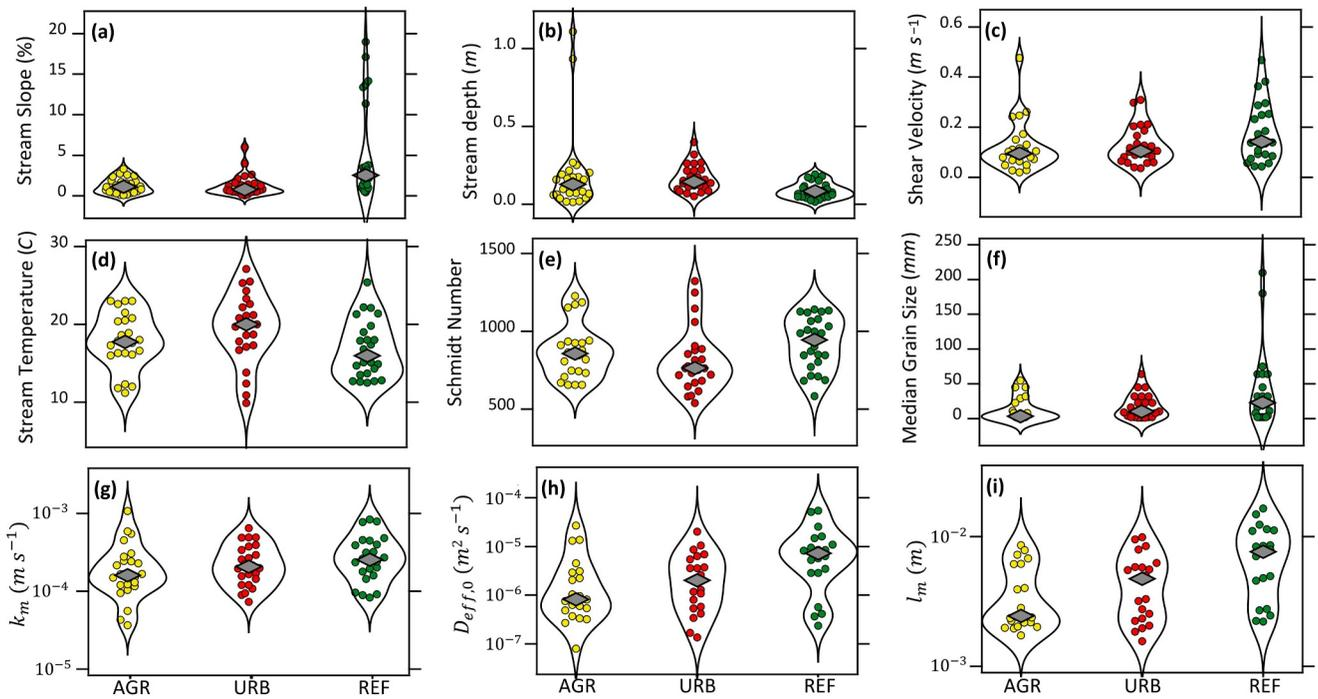 (a)
Stream Slope (%)
20
15
10
5
0
(b)
Stream depth (m)
1.0
0.5
0.0
(c)
Shear Velocity (m s⁻¹)
0.6
0.4
0.2
0.0
(d)
Stream Temperature (C)
30
20
10
(e)
Schmidt Number
1500
1000
500
(f)
Median Grain Size (mm)
250
200
150
100
50
0
(g)
kₘ (m s⁻¹)
10⁻³
10⁻⁴
10⁻⁵
AGR URB REF
(h)
D_eff,0 (m² s⁻¹)
10⁻⁴
10⁻⁵
10⁻⁶
10⁻⁷
AGR URB REF
(i)
lₘ (m)
10⁻²
10⁻³
AGR URB REF